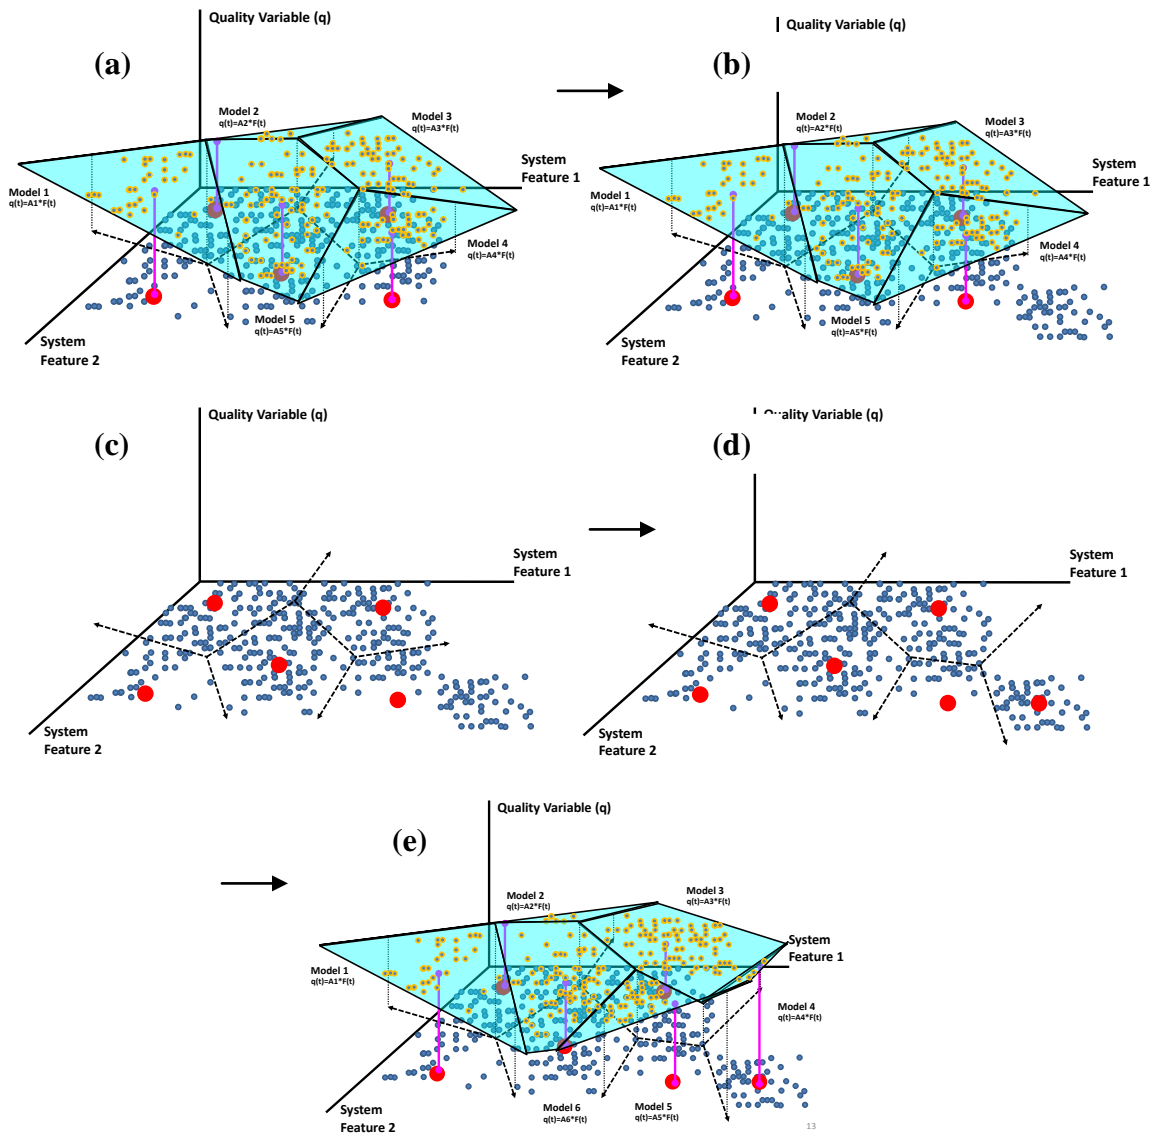 Quality Variable (q)
(a)
Model 2
q(t)=A2*F(t)
Model 3
q(t)=A3*F(t)
System
Feature 1
Model 1
q(t)=A1*F(t)
Model 4
q(t)=A4*F(t)
Model 5
q(t)=A5*F(t)
System
Feature 2
Quality Variable (q)
(b)
Model 2
q(t)=A2*F(t)
Model 3
q(t)=A3*F(t)
System
Feature 1
Model 1
q(t)=A1*F(t)
Model 4
q(t)=A4*F(t)
Model 5
q(t)=A5*F(t)
System
Feature 2
Quality Variable (q)
(c)
System
Feature 1
System
Feature 2
Quality Variable (q)
(d)
System
Feature 1
System
Feature 2
Quality Variable (q)
(e)
Model 2
q(t)=A2*F(t)
Model 3
q(t)=A3*F(t)
System
Feature 1
Model 1
q(t)=A1*F(t)
Model 4
q(t)=A4*F(t)
Model 6
q(t)=A6*F(t)
Model 5
q(t)=A5*F(t)
System
Feature 2
13